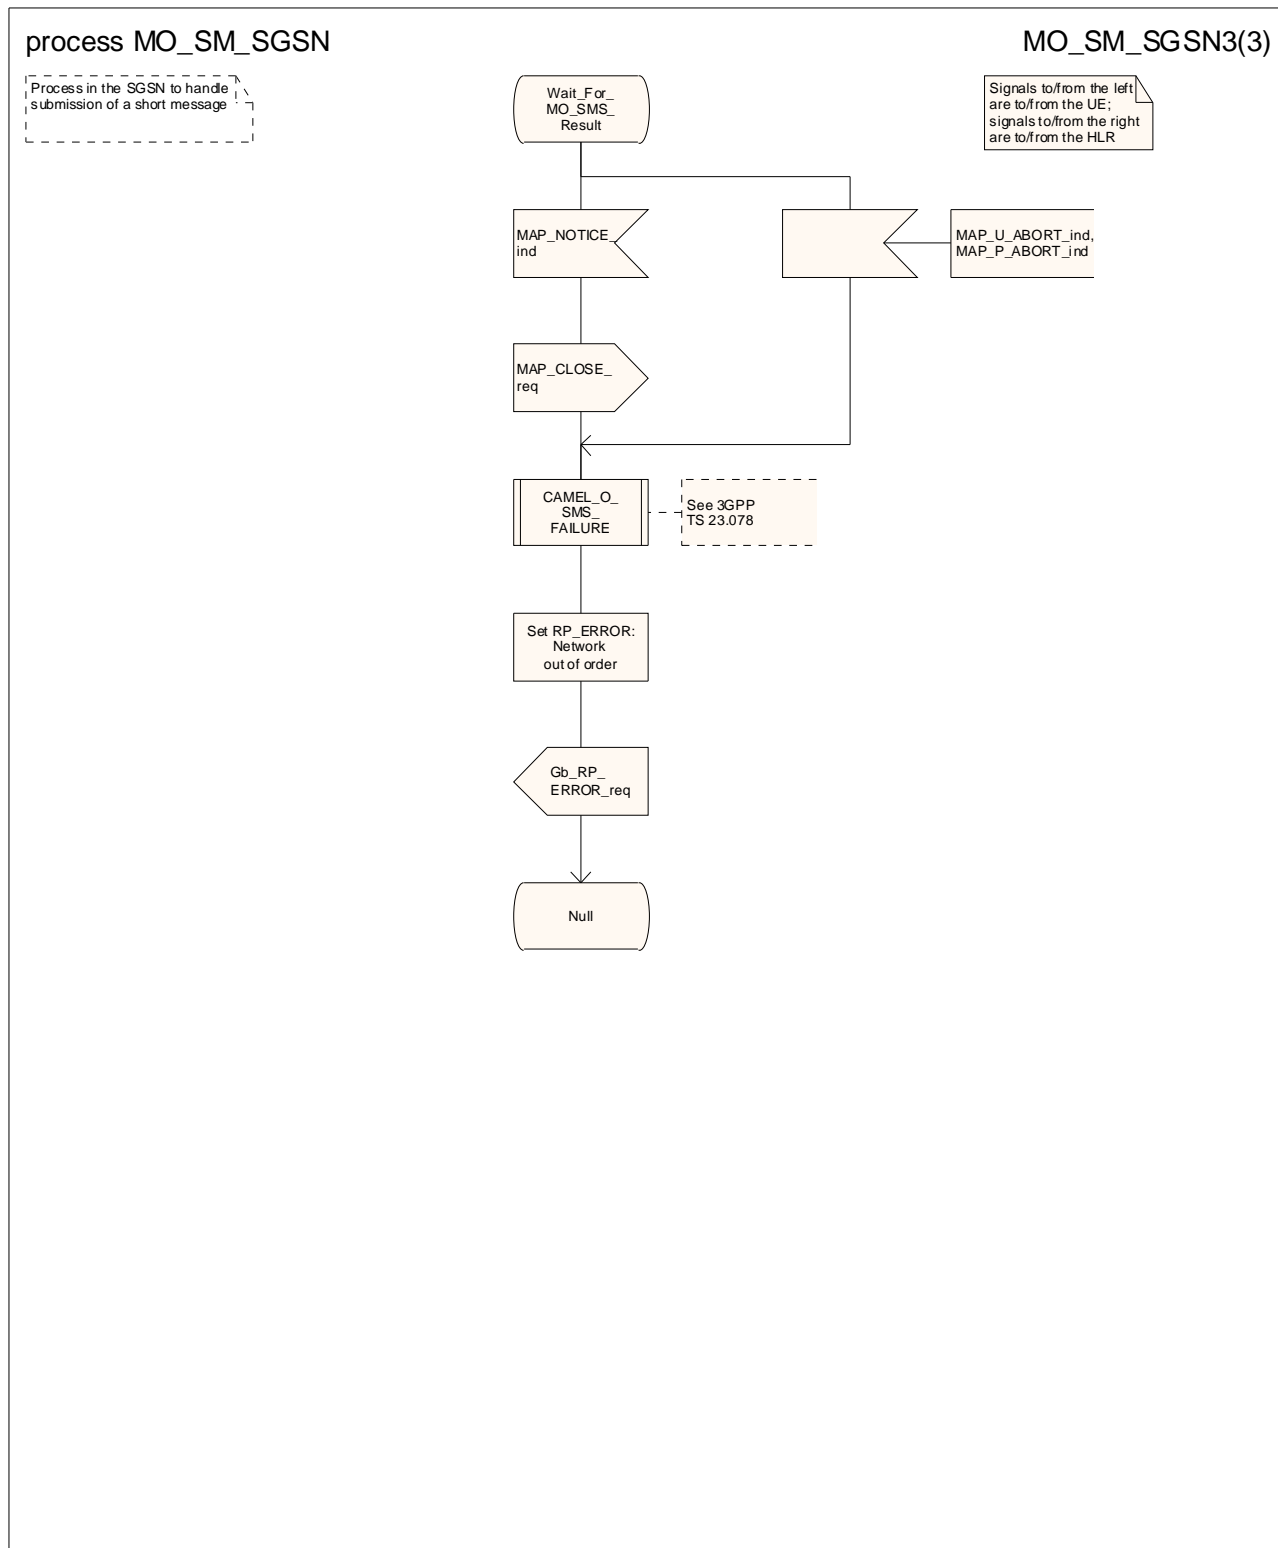 process MO_SM_SGSN
MO_SM_SGSN3(3)
Process in the SGSN to handle
submission of a short message
Wait_For_
MO_SMS_
Result
Signals to/from the left
are to/from the UE;
signals to/from the right
are to/from the HLR
MAP_NOTICE_
ind
MAP_U_ABORT_ind,
MAP_P_ABORT_ind
MAP_CLOSE_
req
CAMEL_O_
SMS_
FAILURE
See 3GPP
TS 23.078
Set RP_ERROR:
Network
out of order
Gb_RP_
ERROR_req
Null